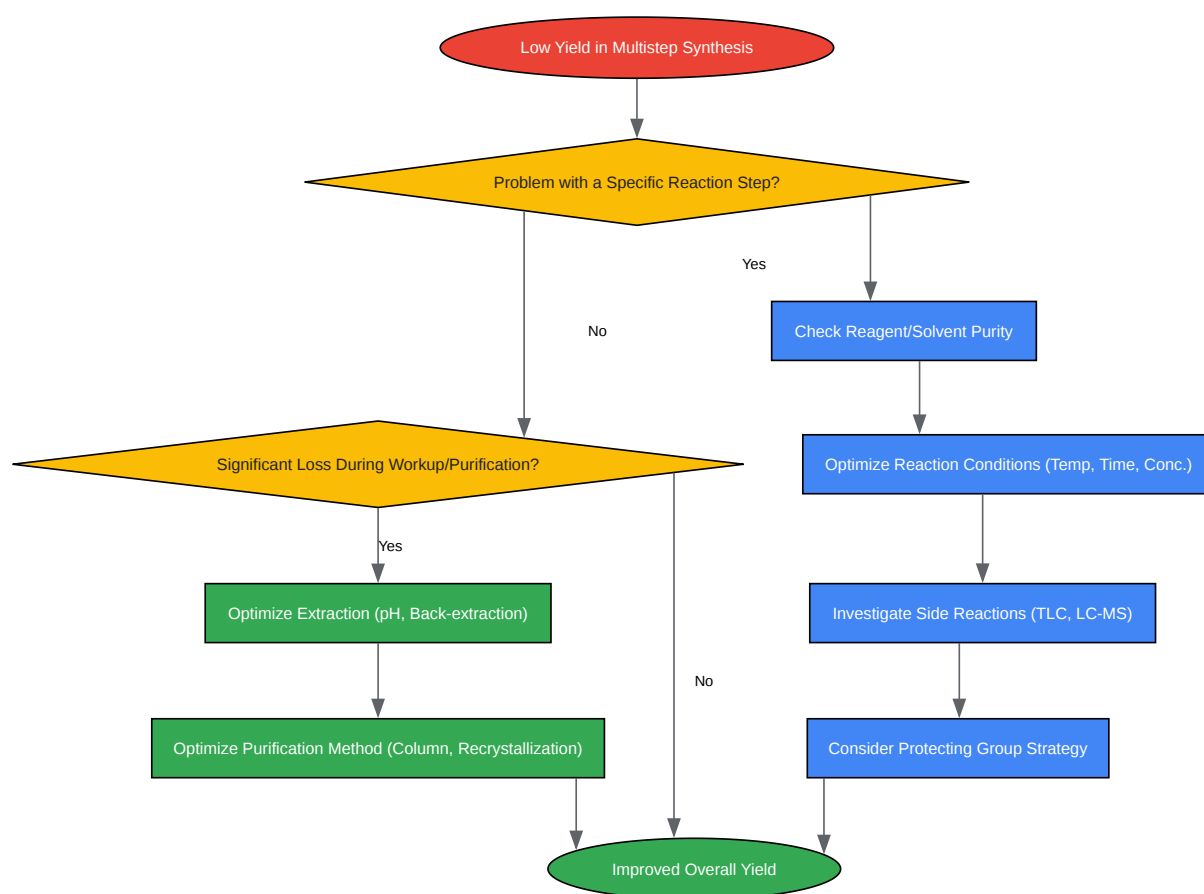 Low Yield in Multistep Synthesis
Problem with a Specific Reaction Step?
Yes
No
Check Reagent/Solvent Purity
Significant Loss During Workup/Purification?
Optimize Reaction Conditions (Temp, Time, Conc.)
Yes
Optimize Extraction (pH, Back-extraction)
Investigate Side Reactions (TLC, LC-MS)
No
Optimize Purification Method (Column, Recrystallization)
Consider Protecting Group Strategy
Improved Overall Yield